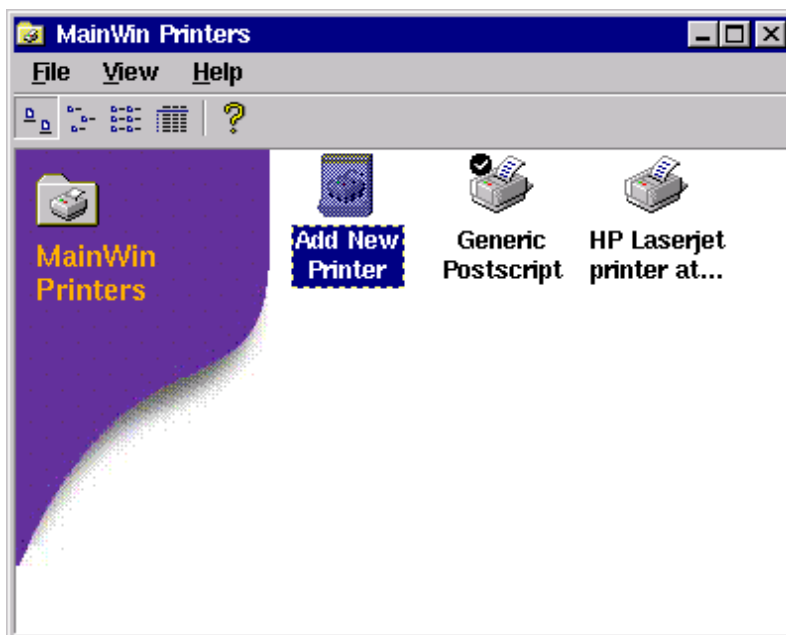 MainWin Printers
File View Help
MainWin
Printers
Add New
Printer
Generic
Postscript
HP Laserjet
printer at...